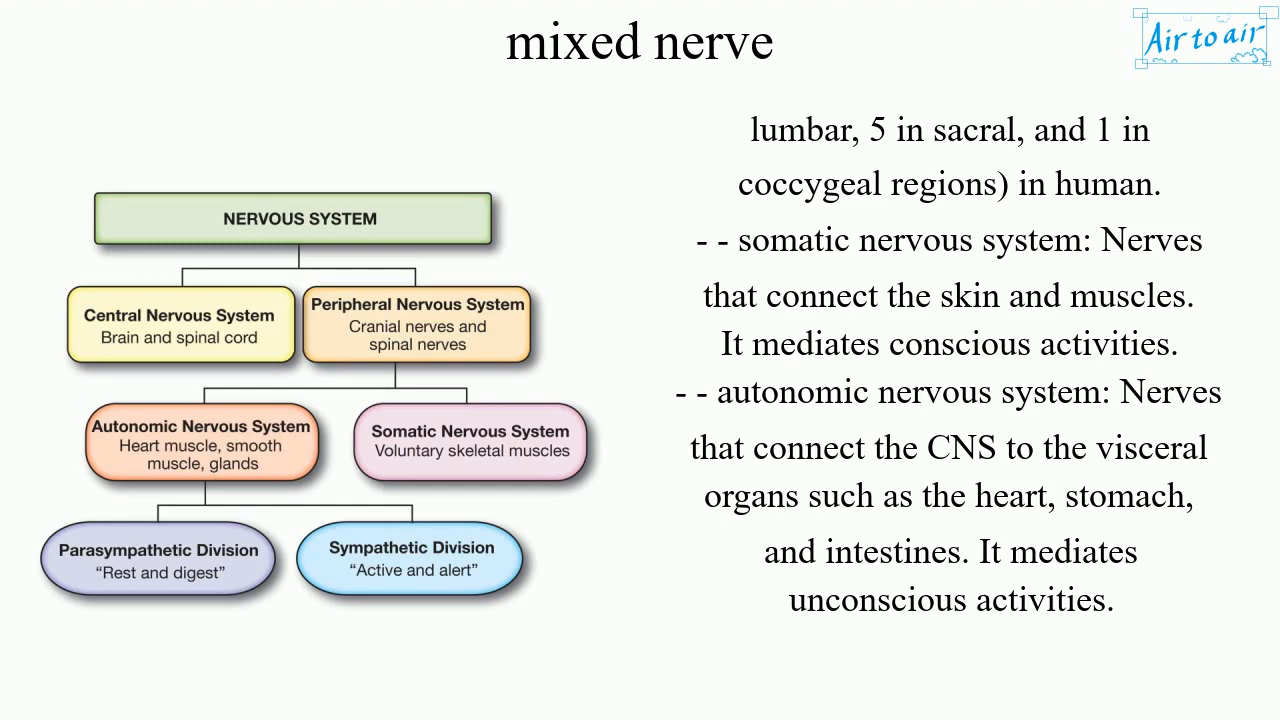 mixed nerve
Air to air
NERVOUS SYSTEM
Central Nervous System
Brain and spinal cord
Peripheral Nervous System
Cranial nerves and
spinal nerves
Autonomic Nervous System
Heart muscle, smooth
muscle, glands
Somatic Nervous System
Voluntary skeletal muscles
Parasympathetic Division
“Rest and digest”
Sympathetic Division
“Active and alert”
lumbar, 5 in sacral, and 1 in
coccygeal regions) in human.
- - somatic nervous system: Nerves
that connect the skin and muscles.
It mediates conscious activities.
- - autonomic nervous system: Nerves
that connect the CNS to the visceral
organs such as the heart, stomach,
and intestines. It mediates
unconscious activities.